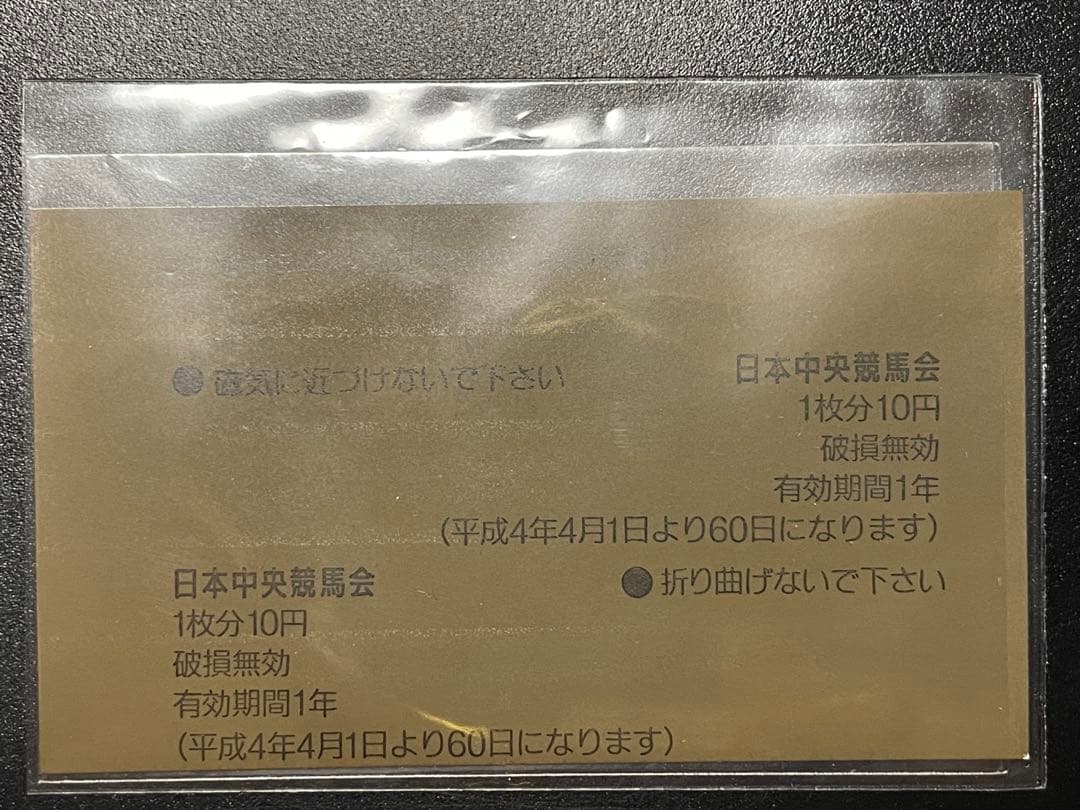 ●磁気に近づけないで下さい
日本中央競馬会
1枚分10円
破損無効
有効期間1年
(平成4年4月1日より60日になります)
●折り曲げないで下さい
日本中央競馬会
1枚分10円
破損無効
有効期間1年
(平成4年4月1日より60日になります)